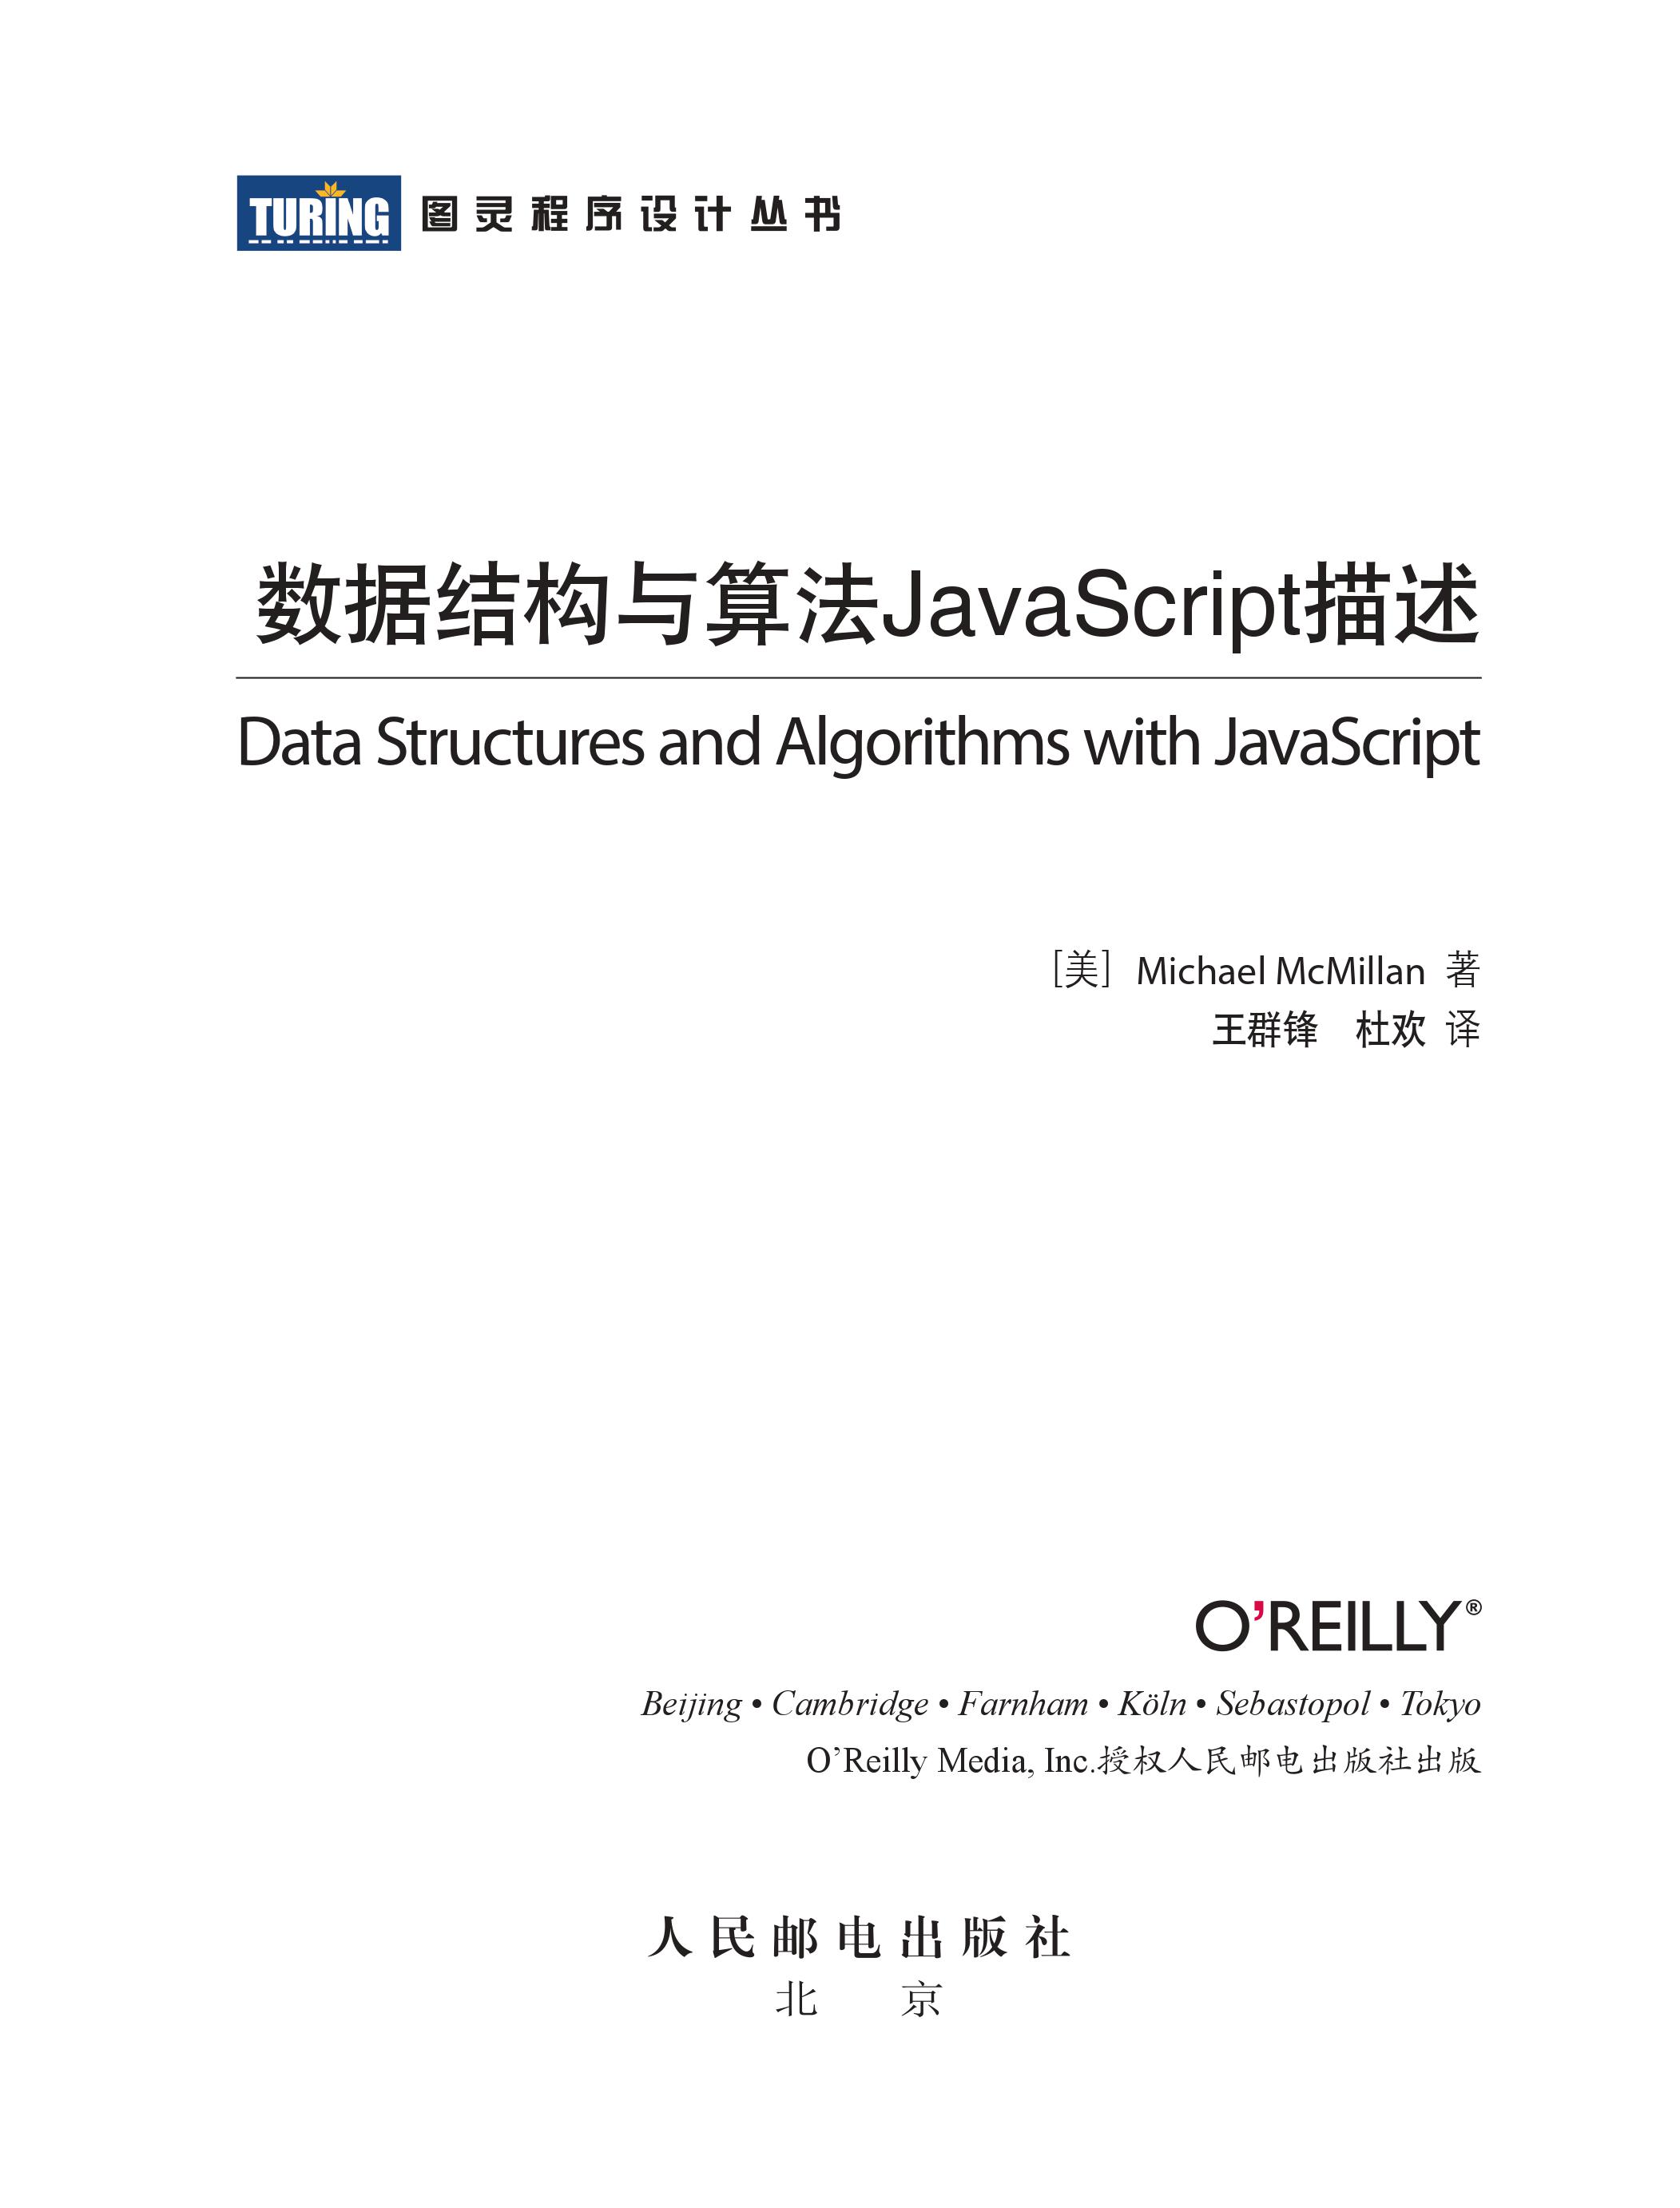 TURING 图灵程序设计丛书
数据结构与算法JavaScript描述
Data Structures and Algorithms with JavaScript
[美] Michael McMillan 著
王群锋 杜欢 译
O’REILLY®
Beijing • Cambridge • Farnham • Köln • Sebastopol • Tokyo
O’Reilly Media, Inc.授权人民邮电出版社出版
人民邮电出版社
北 京